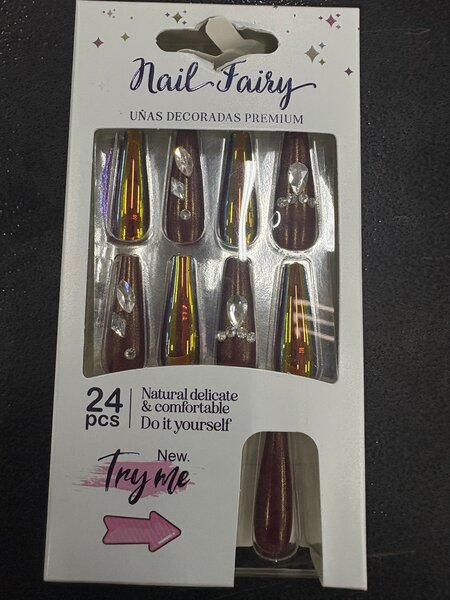 Nail Fairy
UÑAS DECORADAS PREMIUM
24
pcs
Natural delicate
& comfortable
Do it yourself
New.
Try me